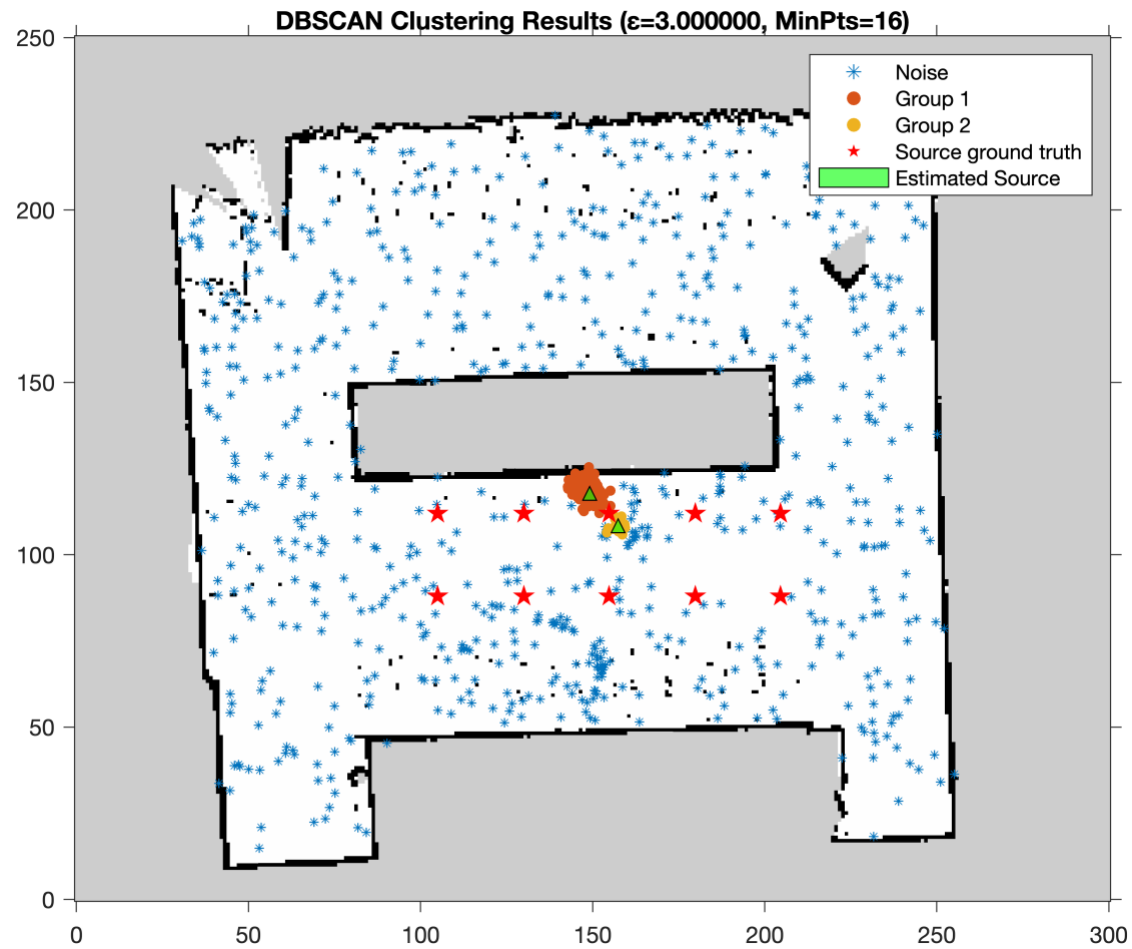 DBSCAN Clustering Results (ε=3.000000, MinPts=16)
250
200
150
100
50
0
Noise
Group 1
Group 2
Source ground truth
Estimated Source
0
50
100
150
200
250
300